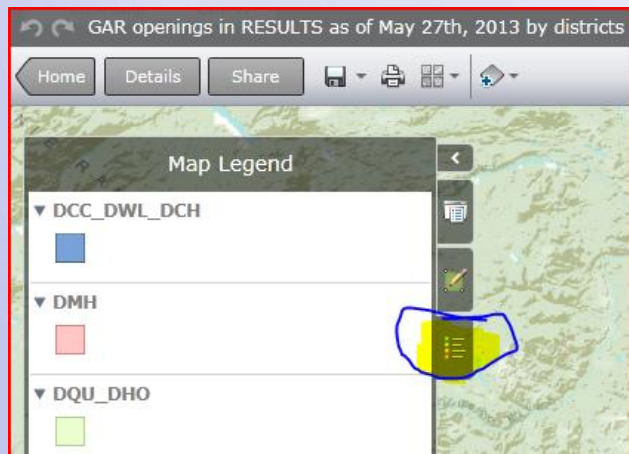 GAR openings in RESULTS as of May 27th, 2013 by districts
Home Details Share
Map Legend
DCC_DWL_DCH
DMH
DQU_DHO